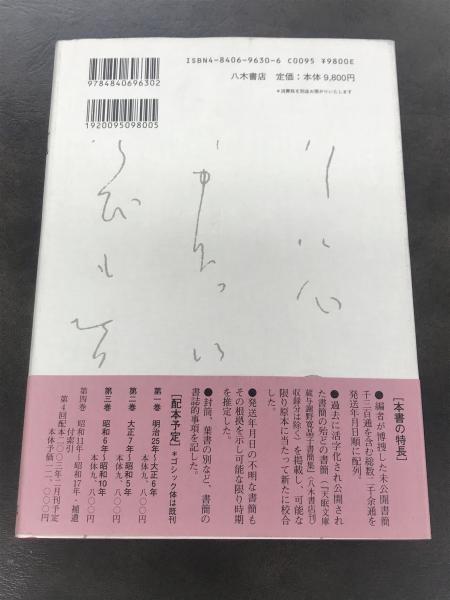 ISBN4-8406-9630-6 C0095 ¥9800E
八木書店 定価：本体9,800円
＊消費税を別途お預かりいたします
9784840696302
1920095098005
［本書の特長］
●編者が博捜した未公開書簡
千三百通を含む総数二千余通を
発送年月日順に配列。
●過去に活字化され公開され
た書簡の殆どの書簡（『天眠文庫
蔵与謝野寛晶子書簡集』（八木書店刊）
収録分は除く）を掲載し、可能な
限り原本に当たって新たに校合
した。
●発送年月日の不明な書簡も
その根拠を示し可能な限り時期
を推定した。
●封筒、葉書の別など、書簡の
書誌的事項を記した。
［配本予定］＊ゴシック体は既刊
第一巻 明治25年〜大正6年
本体九、八〇〇円
第二巻 大正7年〜昭和5年
本体九、八〇〇円
第三巻 昭和6年〜昭和10年
本体九、八〇〇円
第四巻 昭和11年〜昭和17年・補遺
付索引
第4回配本二〇〇三年二月刊予定
本体予価一二、〇〇〇円